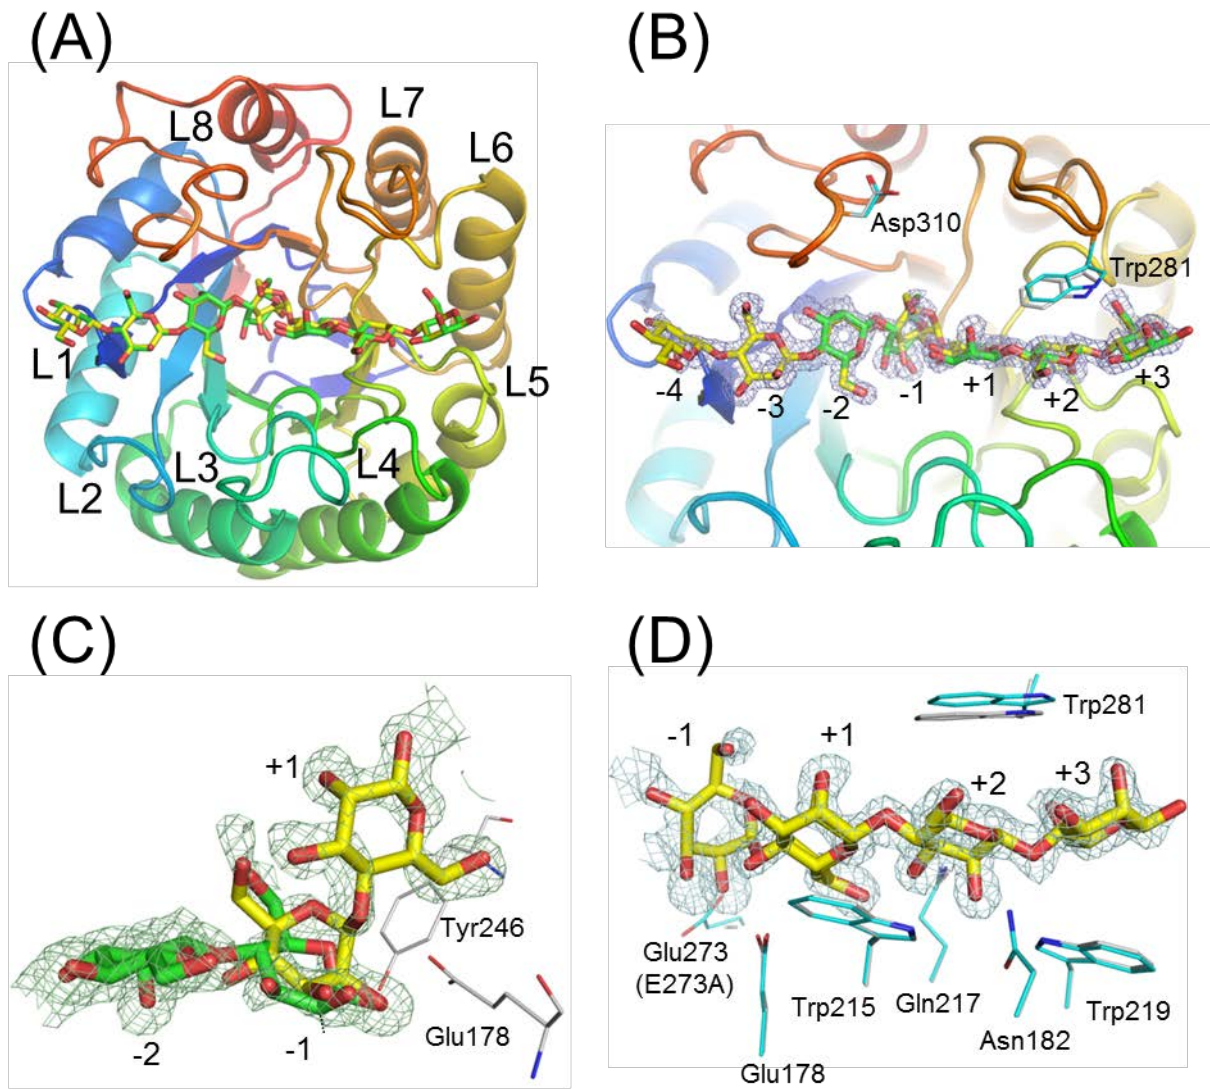 (A)
L8
L7
L6
L1
L5
L2
L3
L4
(B)
Asp310
Trp281
-4
-3
-2
-1
+1
+2
+3
(C)
+1
Tyr246
Glu178
-2
-1
(D)
Trp281
-1
+1
+2
+3
Glu273
(E273A)
Trp215
Gln217
Trp219
Asn182
Glu178